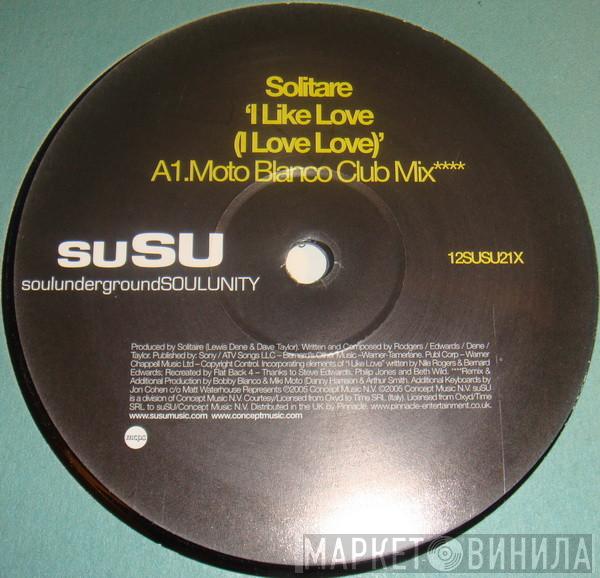 Solitare
'I Like Love
(I Love Love)'
A1.Moto Blanco Club Mix****
suSU
soulundergroundSOULUNITY
12SUSU21X
Produced by Solitaire (Lewis Dene & Dave Taylor). Written and Composed by Rodgers / Edwards / Dene /
Taylor. Published by: Sony / ATV Songs LLC – Bernard's Other Music –Warner-Tamerlane. Publ Corp – Warner
Chappell Music Ltd – Copyright Control. Incorporating elements of "I Like Love" written by Nile Rogers & Bernard
Edwards; Recreated by Flat Back 4 – Thanks to Steve Edwards, Philip Jones and Beth Wild. ****Remix &
Additional Production by Bobby Blanco & Miki Moto (Danny Harrison & Arthur Smith. Additional Keyboards by
Jon Cohen c/o Matt Waterhouse Represents ℗2005 Concept Music N.V. ©2005 Concept Music N.V. suSU
is a division of Concept Music N.V. Courtesy/Licensed from Oxyd to Time SRL (Italy). Licensed from Oxyd/Time
SRL to suSU/Concept Music N.V. Distributed in the UK by Pinnacle. www.pinnacle-entertainment.co.uk.
www.susumusic.com www.conceptmusic.com
mcps
МАРКЕТ ВИНИЛА